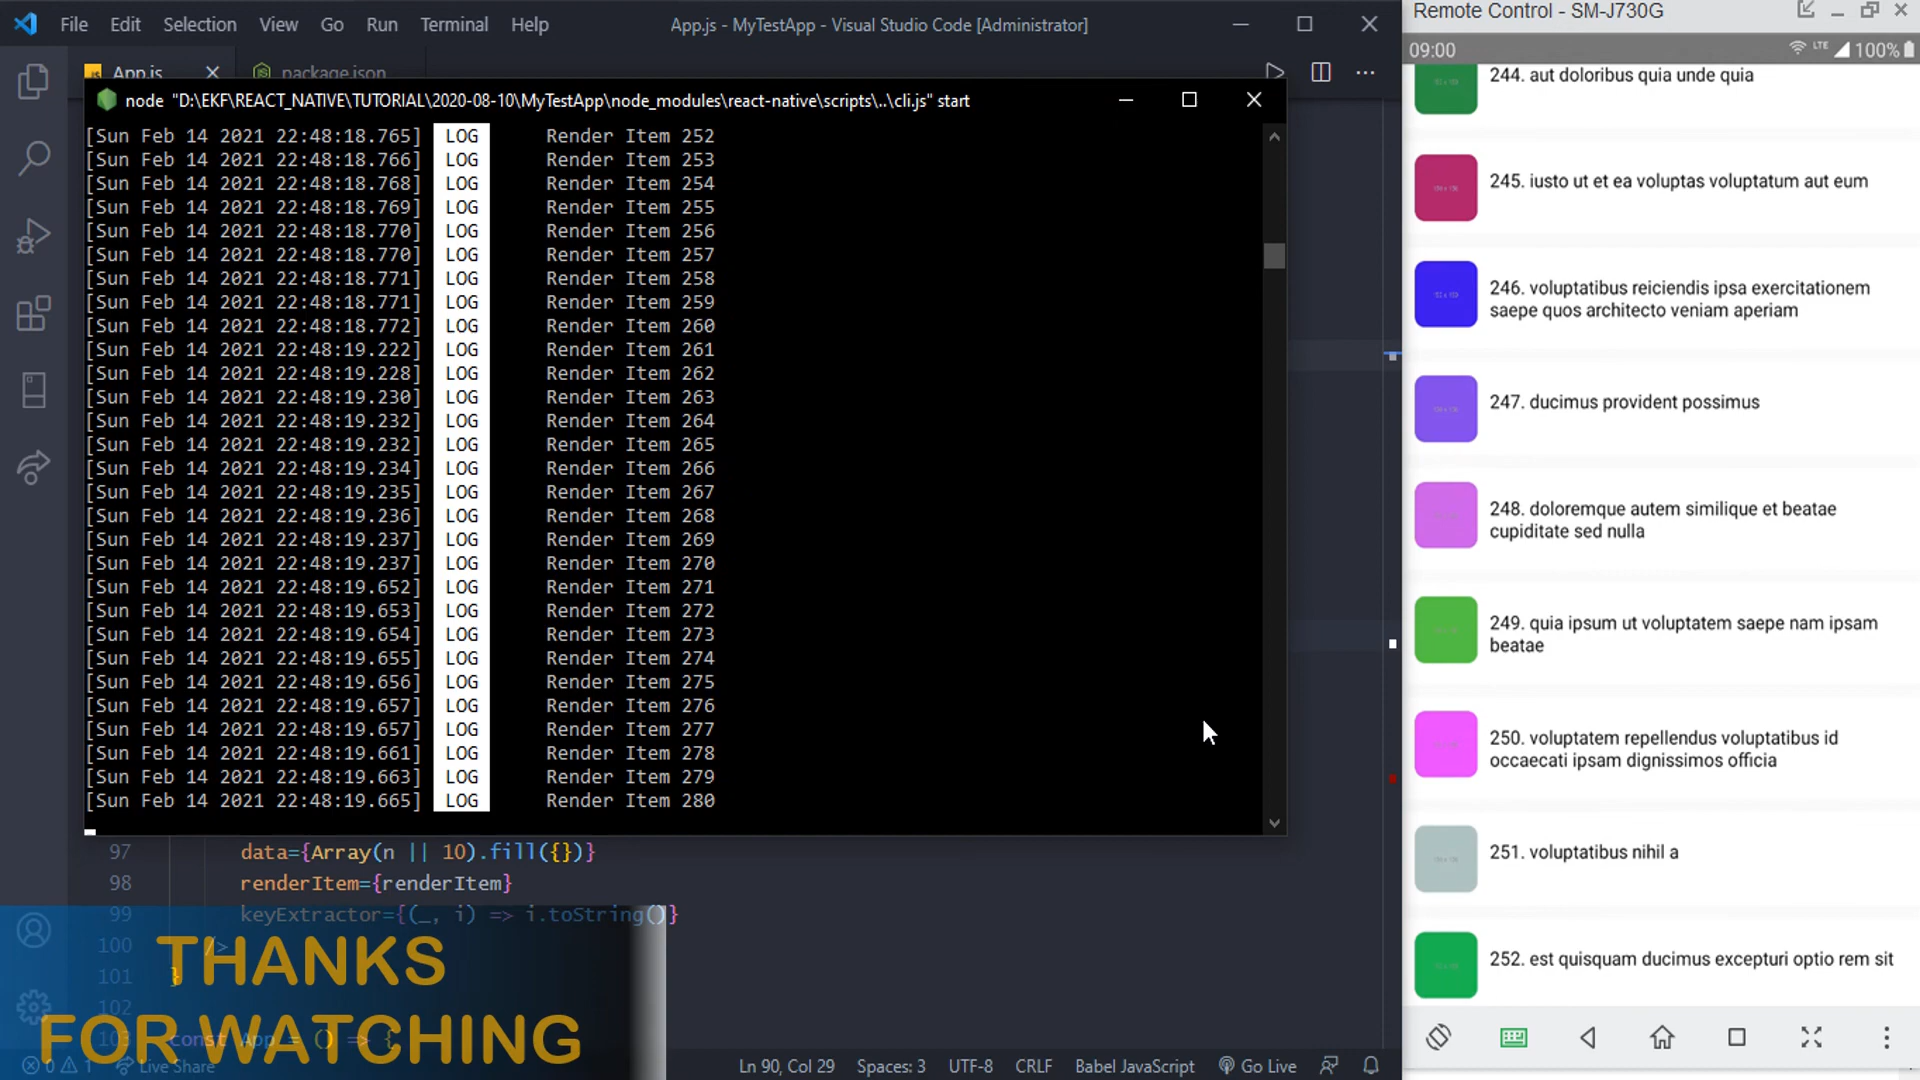 File Edit Selection View Go Run Terminal Help
App.js - MyTestApp - Visual Studio Code [Administrator]
App.js
package.json
node "D:\EKF\REACT_NATIVE\TUTORIAL\2020-08-10\MyTestApp\node_modules\react-native\scripts\..\cli.js" start
[Sun Feb 14 2021 22:48:18.765] LOG Render Item 252
[Sun Feb 14 2021 22:48:18.766] LOG Render Item 253
[Sun Feb 14 2021 22:48:18.768] LOG Render Item 254
[Sun Feb 14 2021 22:48:18.769] LOG Render Item 255
[Sun Feb 14 2021 22:48:18.770] LOG Render Item 256
[Sun Feb 14 2021 22:48:18.770] LOG Render Item 257
[Sun Feb 14 2021 22:48:18.771] LOG Render Item 258
[Sun Feb 14 2021 22:48:18.771] LOG Render Item 259
[Sun Feb 14 2021 22:48:18.772] LOG Render Item 260
[Sun Feb 14 2021 22:48:19.222] LOG Render Item 261
[Sun Feb 14 2021 22:48:19.228] LOG Render Item 262
[Sun Feb 14 2021 22:48:19.230] LOG Render Item 263
[Sun Feb 14 2021 22:48:19.232] LOG Render Item 264
[Sun Feb 14 2021 22:48:19.232] LOG Render Item 265
[Sun Feb 14 2021 22:48:19.234] LOG Render Item 266
[Sun Feb 14 2021 22:48:19.235] LOG Render Item 267
[Sun Feb 14 2021 22:48:19.236] LOG Render Item 268
[Sun Feb 14 2021 22:48:19.237] LOG Render Item 269
[Sun Feb 14 2021 22:48:19.237] LOG Render Item 270
[Sun Feb 14 2021 22:48:19.652] LOG Render Item 271
[Sun Feb 14 2021 22:48:19.653] LOG Render Item 272
[Sun Feb 14 2021 22:48:19.654] LOG Render Item 273
[Sun Feb 14 2021 22:48:19.655] LOG Render Item 274
[Sun Feb 14 2021 22:48:19.656] LOG Render Item 275
[Sun Feb 14 2021 22:48:19.657] LOG Render Item 276
[Sun Feb 14 2021 22:48:19.657] LOG Render Item 277
[Sun Feb 14 2021 22:48:19.661] LOG Render Item 278
[Sun Feb 14 2021 22:48:19.663] LOG Render Item 279
[Sun Feb 14 2021 22:48:19.665] LOG Render Item 280
97 data={Array(n || 10).fill({})}
98 renderItem={renderItem}
99 keyExtractor={(_, i) => i.toString()}
100 />
101 }
102
103 const App = () => {
THANKS
FOR WATCHING
0 1 Live Share
Ln 90, Col 29 Spaces: 3 UTF-8 CRLF Babel JavaScript Go Live
Remote Control - SM-J730G
09:00 LTE 100%
244. aut doloribus quia unde quia
245. iusto ut et ea voluptas voluptatum aut eum
246. voluptatibus reiciendis ipsa exercitationem
saepe quos architecto veniam aperiam
247. ducimus provident possimus
248. doloremque autem similique et beatae
cupiditate sed nulla
249. quia ipsum ut voluptatem saepe nam ipsam
beatae
250. voluptatem repellendus voluptatibus id
occaecati ipsam dignissimos officia
251. voluptatibus nihil a
252. est quisquam ducimus excepturi optio rem sit